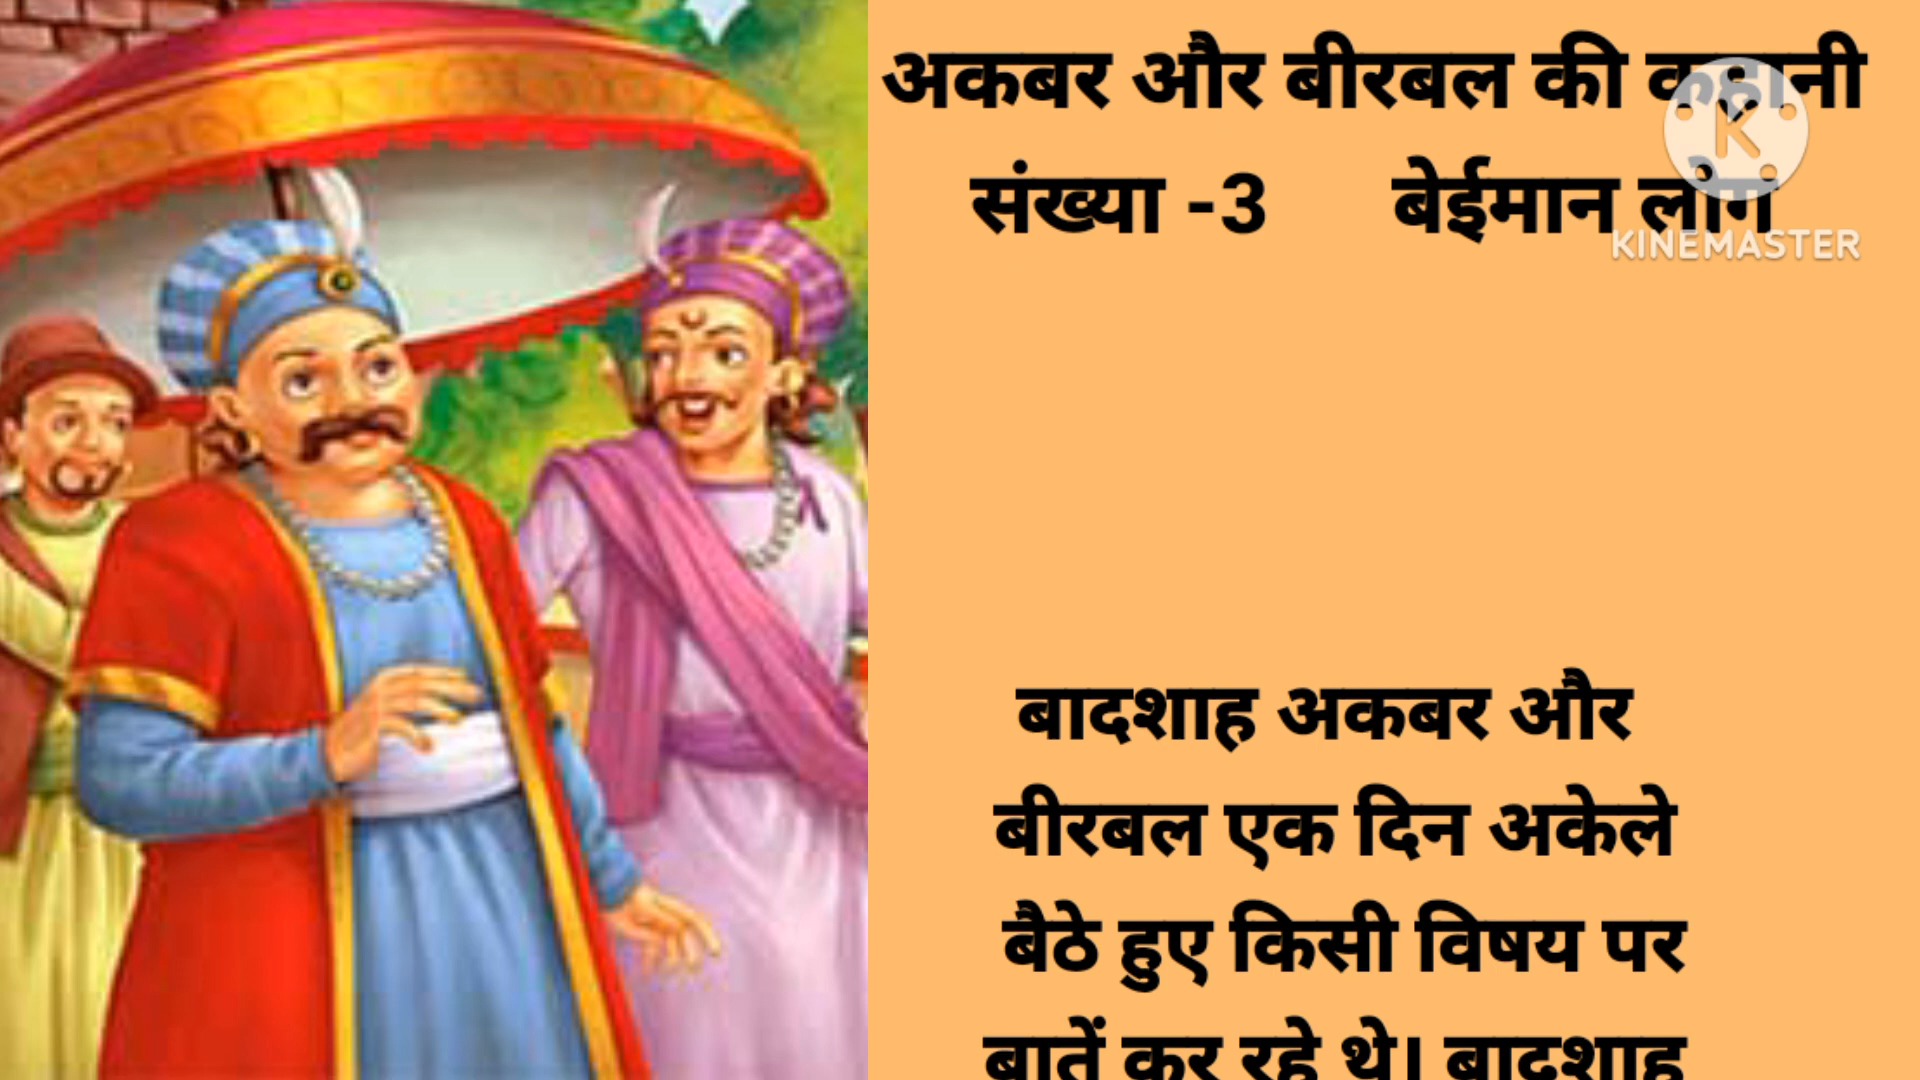 अकबर और बीरबल की कहानी
संख्या -3 बेईमान लोग
K
KINEMASTER
बादशाह अकबर और
बीरबल एक दिन अकेले
बैठे हुए किसी विषय पर
बातें कर रहे थे। बादशाह